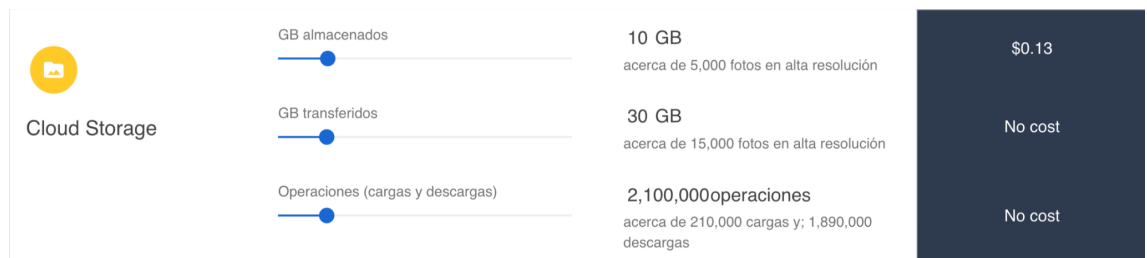 Cloud Storage
GB almacenados
10 GB
acerca de 5,000 fotos en alta resolución
$0.13
GB transferidos
30 GB
acerca de 15,000 fotos en alta resolución
No cost
Operaciones (cargas y descargas)
2,100,000operaciones
acerca de 210,000 cargas y; 1,890,000
descargas
No cost